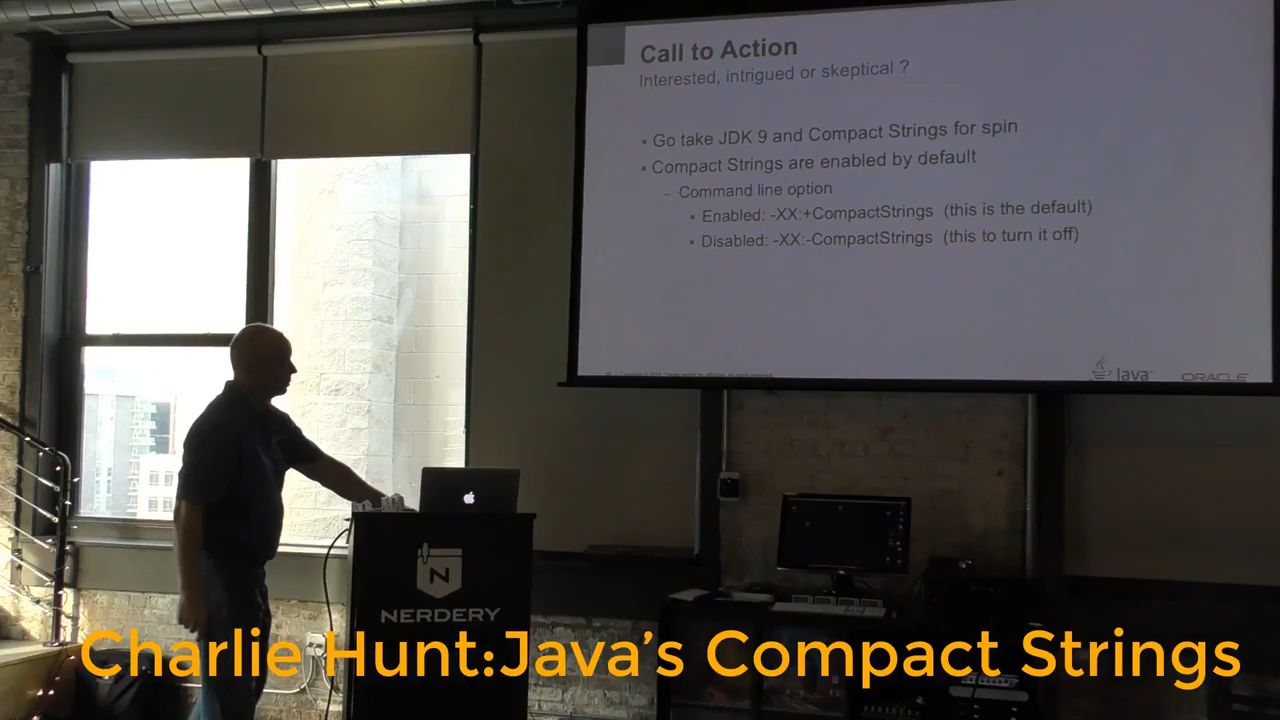 Call to Action
Interested, intrigued or skeptical ?
▪ Go take JDK 9 and Compact Strings for spin
▪ Compact Strings are enabled by default
– Command line option
▪ Enabled: -XX:+CompactStrings (this is the default)
▪ Disabled: -XX:-CompactStrings (this to turn it off)
Java
ORACLE
N
NERDERY
Charlie Hunt:Java's Compact Strings